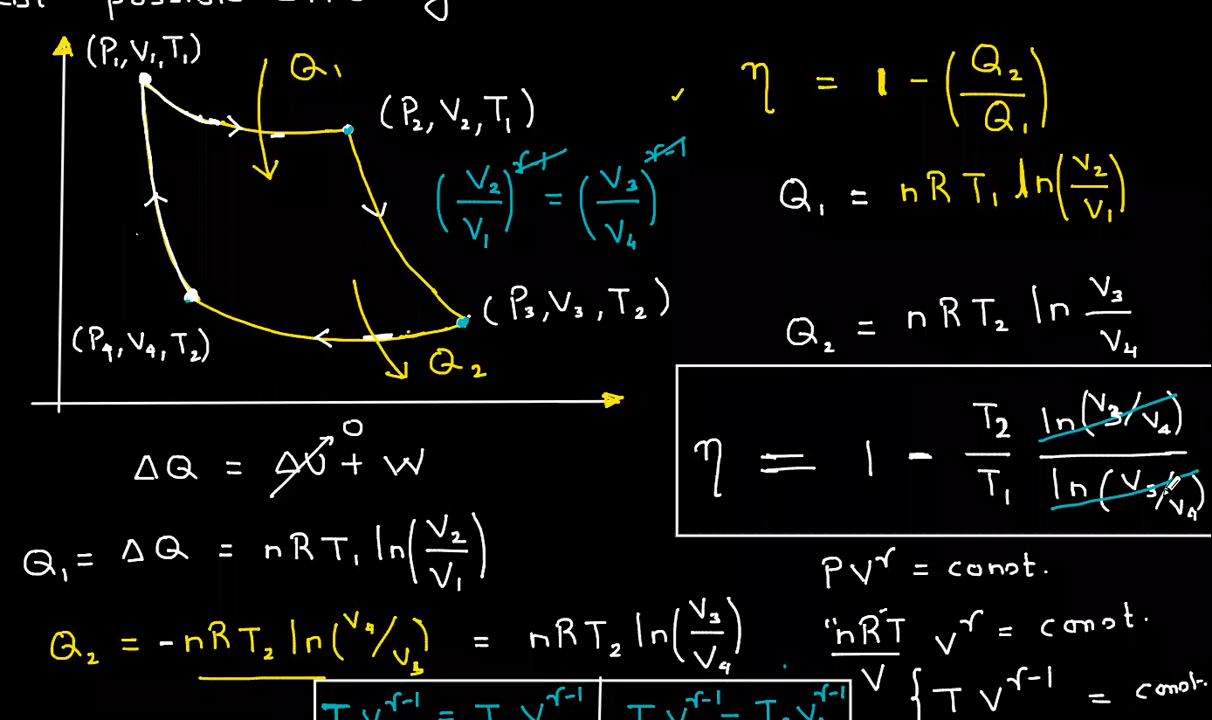 possible
(P₁, V₁, T₁)
Q₁
(P₂, V₂, T₁)
(V₂/V₁)^(γ-1) = (V₃/V₄)^(γ-1)
(P₃, V₃, T₂)
(P₄, V₄, T₂)
Q₂
η = 1 - (Q₂/Q₁)
Q₁ = nRT₁ ln(V₂/V₁)
Q₂ = nRT₂ ln V₃/V₄
η = 1 - T₂/T₁ ln(V₃/V₄)/ln(V₃/V₄)
ΔQ = ΔU + W
0
Q₁ = ΔQ = nRT₁ ln(V₂/V₁)
Q₂ = -nRT₂ ln(V₄/V₃) = nRT₂ ln(V₃/V₄)
PV^γ = const.
"nRT/V V^γ = const.
{ TV^(γ-1) = const.